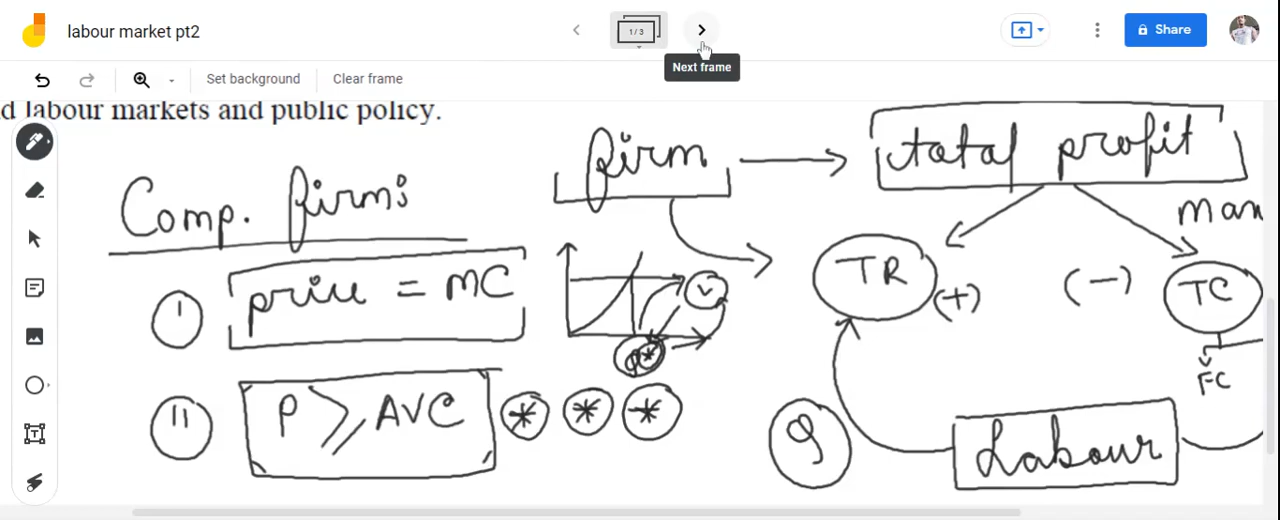 labour market pt2
1/3
Share
Next frame
Set background
Clear frame
d labour markets and public policy.
Comp. firms
firm → total profit
man
I price = MC
TR (+) (-) TC
FC
II P ≥ AVC * * *
Labour